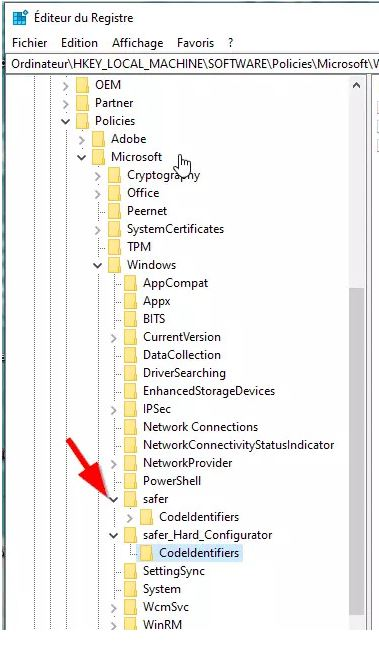 Éditeur du Registre
Fichier Edition Affichage Favoris ?
Ordinateur\HKEY_LOCAL_MACHINE\SOFTWARE\Policies\Microsoft\W
OEM
Partner
Policies
Adobe
Microsoft
Cryptography
Office
Peernet
SystemCertificates
TPM
Windows
AppCompat
Appx
BITS
CurrentVersion
DataCollection
DriverSearching
EnhancedStorageDevices
IPSec
Network Connections
NetworkConnectivityStatusIndicator
NetworkProvider
PowerShell
safer
CodeIdentifiers
safer_Hard_Configurator
CodeIdentifiers
SettingSync
System
WcmSvc
WinRM